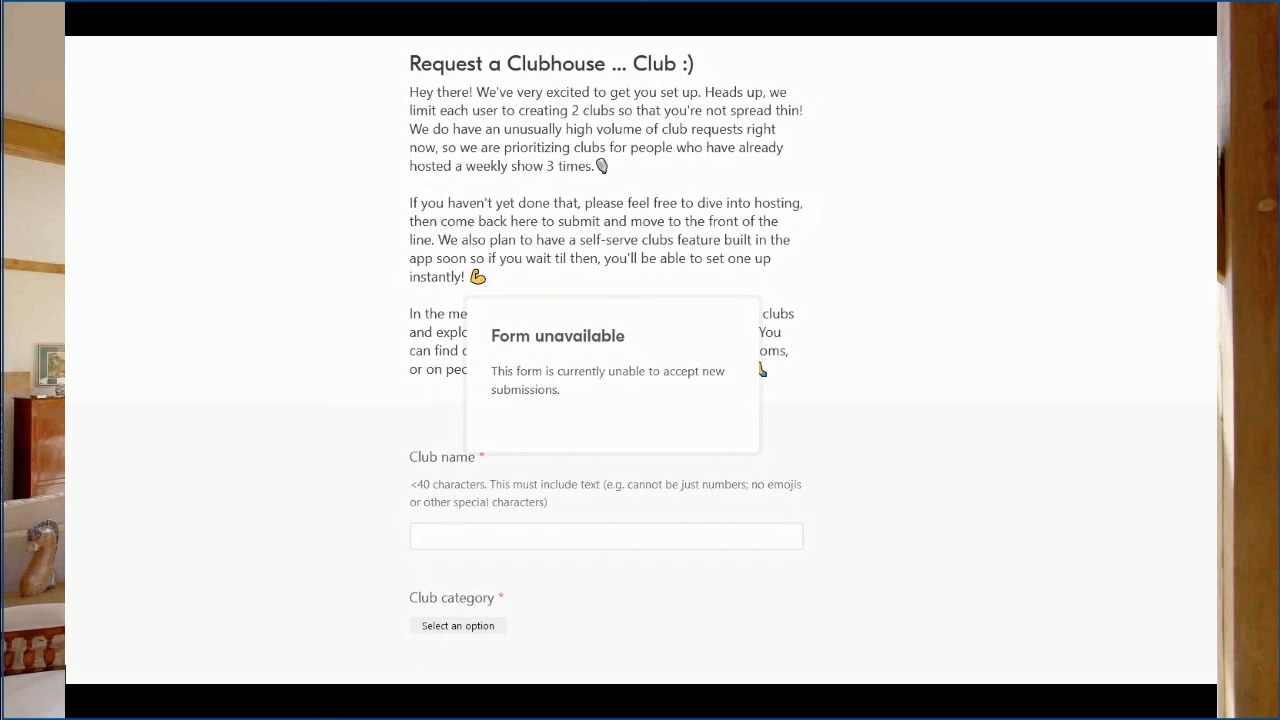 Request a Clubhouse ... Club :)
Hey there! We've very excited to get you set up. Heads up, we
limit each user to creating 2 clubs so that you're not spread thin!
We do have an unusually high volume of club requests right
now, so we are prioritizing clubs for people who have already
hosted a weekly show 3 times.
If you haven't yet done that, please feel free to dive into hosting,
then come back here to submit and move to the front of the
line. We also plan to have a self-serve clubs feature built in the
app soon so if you wait til then, you'll be able to set one up
instantly! 💪
In the me clubs
and explo You
can find oms,
or on peo
Form unavailable
This form is currently unable to accept new
submissions.
Club name *
<40 characters. This must include text (e.g. cannot be just numbers; no emojis
or other special characters)
Club category *
Select an option